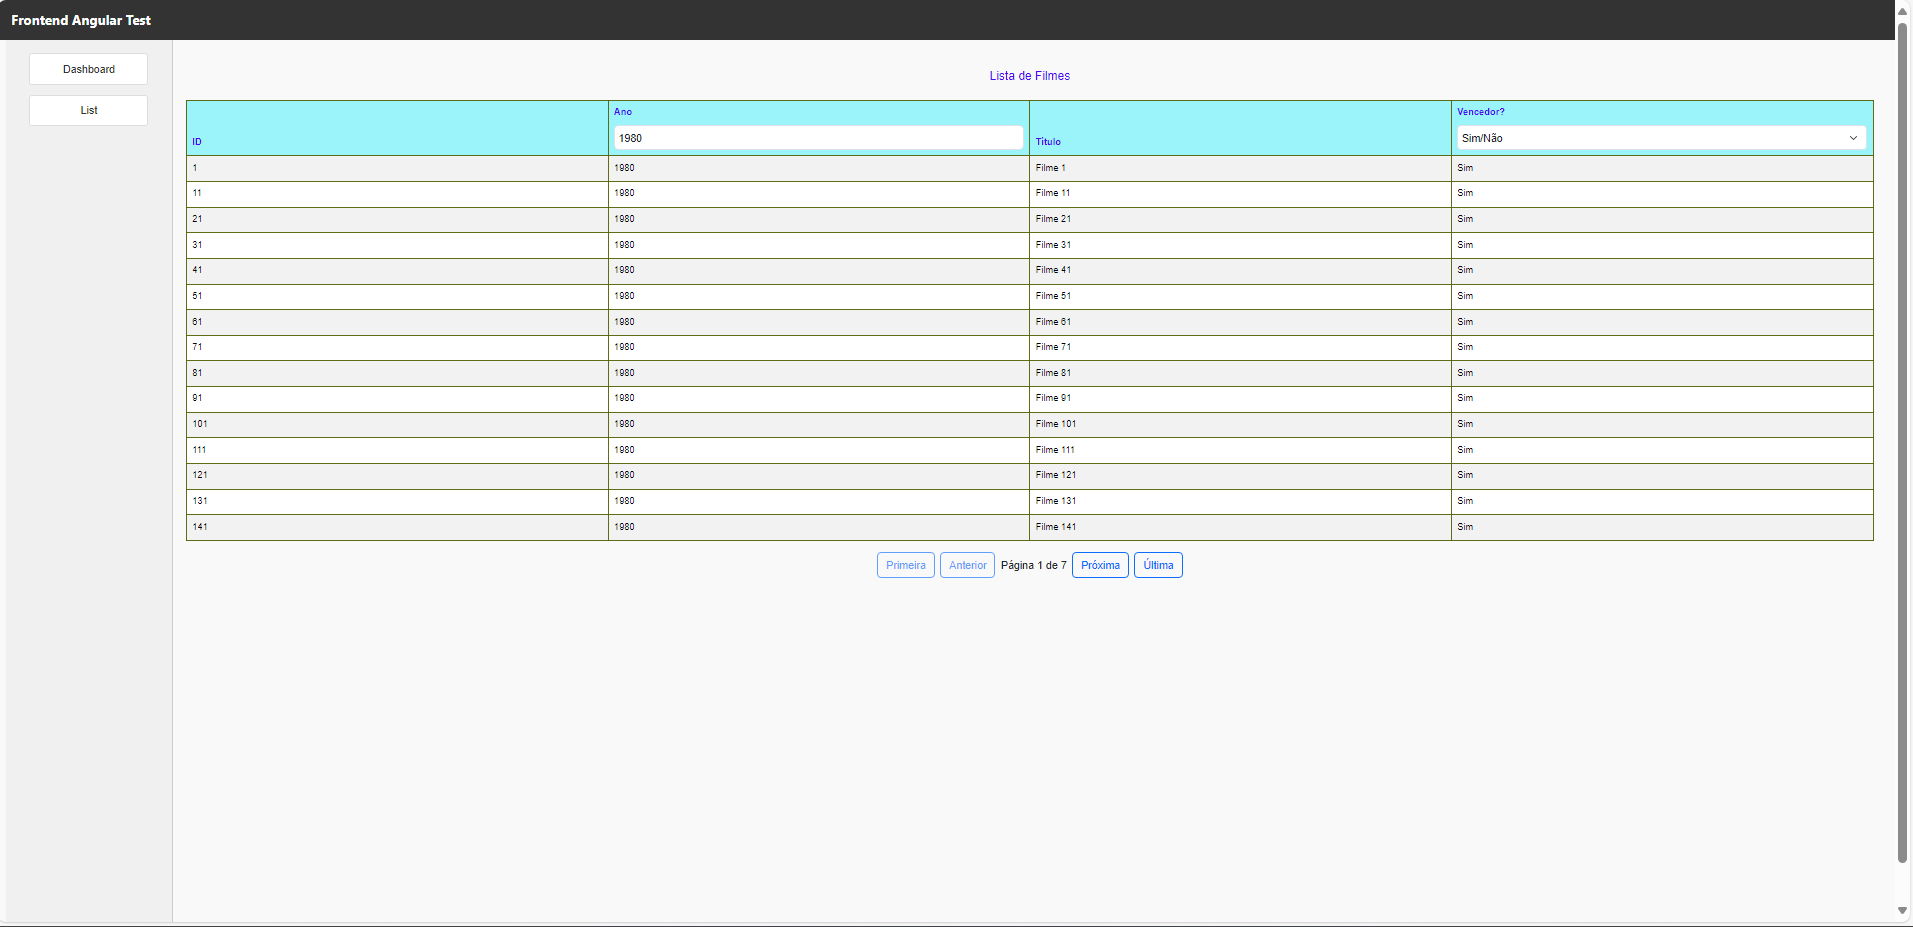 Frontend Angular Test
Dashboard
List
Lista de Filmes
Ano
Vencedor?
1980
Sim/Não
ID
Título
1 1980 Filme 1 Sim
11 1980 Filme 11 Sim
21 1980 Filme 21 Sim
31 1980 Filme 31 Sim
41 1980 Filme 41 Sim
51 1980 Filme 51 Sim
61 1980 Filme 61 Sim
71 1980 Filme 71 Sim
81 1980 Filme 81 Sim
91 1980 Filme 91 Sim
101 1980 Filme 101 Sim
111 1980 Filme 111 Sim
121 1980 Filme 121 Sim
131 1980 Filme 131 Sim
141 1980 Filme 141 Sim
Primeira Anterior Página 1 de 7 Próxima Última